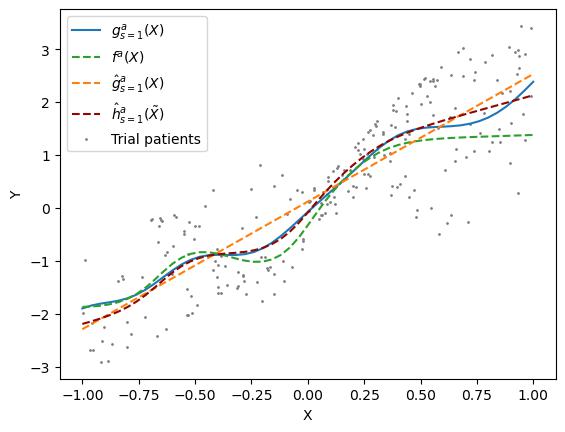 g^a_{s=1}(X)
f^a(X)
ĝ^a_{s=1}(X)
ĥ^a_{s=1}(X̃)
Trial patients
Y
3
2
1
0
−1
−2
−3
−1.00 −0.75 −0.50 −0.25 0.00 0.25 0.50 0.75 1.00
X